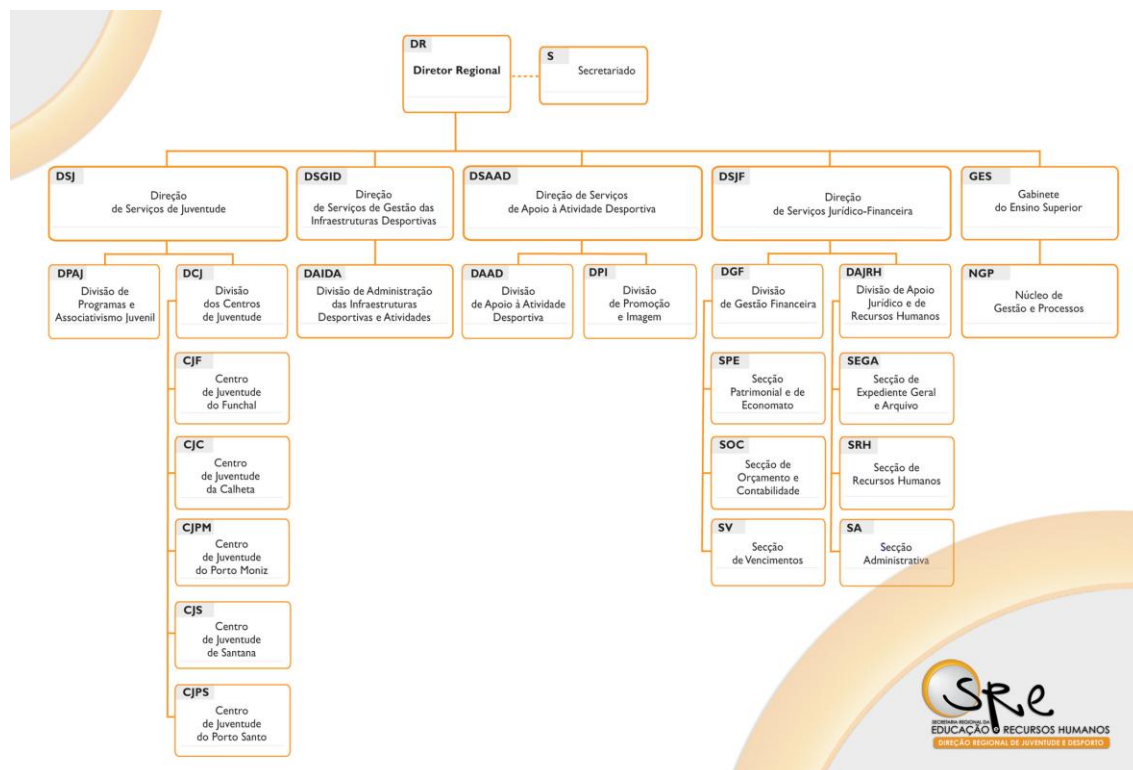 DR
Diretor Regional
S
Secretariado
DSJ
Direção
de Serviços de Juventude
DSGID
Direção
de Serviços de Gestão das
Infraestruturas Desportivas
DSAAD
Direção de Serviços
de Apoio à Atividade Desportiva
DSJF
Direção
de Serviços Jurídico-Financeira
GES
Gabinete
do Ensino Superior
DPAJ
Divisão de
Programas e
Associativismo Juvenil
DCJ
Divisão
dos Centros
de Juventude
DAIDA
Divisão de Administração
das Infraestruturas
Desportivas e Atividades
DAAD
Divisão
de Apoio à Atividade
Desportiva
DPI
Divisão
de Promoção
e Imagem
DGF
Divisão
de Gestão Financeira
DAJRH
Divisão de Apoio
Jurídico e de
Recursos Humanos
NGP
Núcleo de
Gestão e Processos
CJF
Centro
de Juventude
do Funchal
SPE
Secção
Patrimonial e de
Economato
SEGA
Secção de
Expediente Geral
e Arquivo
CJC
Centro
de Juventude
da Calheta
SOC
Secção de
Orçamento e
Contabilidade
SRH
Secção de
Recursos Humanos
CJPM
Centro
de Juventude
do Porto Moniz
SV
Secção
de Vencimentos
SA
Secção
Administrativa
CJS
Centro
de Juventude
de Santana
CJPS
Centro
de Juventude
do Porto Santo
SRe
SECRETARIA REGIONAL DA
EDUCAÇÃO e RECURSOS HUMANOS
DIREÇÃO REGIONAL DE JUVENTUDE E DESPORTO